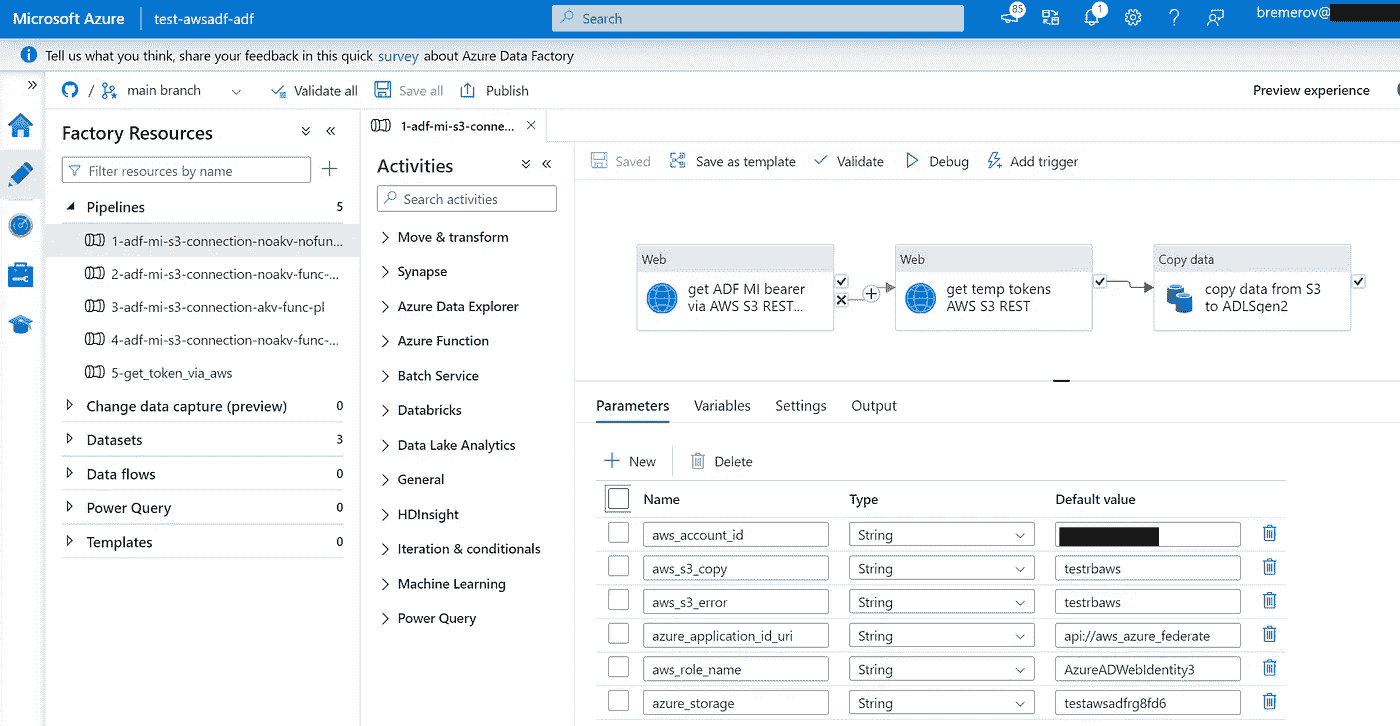 Microsoft Azure
test-awsadf-adf
Search
85
1
bremerov@
Tell us what you think, share your feedback in this quick survey about Azure Data Factory
/ main branch
Validate all
Save all
Publish
Preview experience
Factory Resources
Filter resources by name
Pipelines 5
1-adf-mi-s3-connection-noakv-nofun...
2-adf-mi-s3-connection-noakv-func-...
3-adf-mi-s3-connection-akv-func-pl
4-adf-mi-s3-connection-noakv-func-...
5-get_token_via_aws
Change data capture (preview) 0
Datasets 3
Data flows 0
Power Query 0
Templates 0
1-adf-mi-s3-conne...
Activities
Search activities
Move & transform
Synapse
Azure Data Explorer
Azure Function
Batch Service
Databricks
Data Lake Analytics
General
HDInsight
Iteration & conditionals
Machine Learning
Power Query
Saved
Save as template
Validate
Debug
Add trigger
Web
get ADF MI bearer
via AWS S3 REST...
Web
get temp tokens
AWS S3 REST
Copy data
copy data from S3
to ADLSgen2
Parameters
Variables
Settings
Output
New
Delete
Name Type Default value
aws_account_id String
aws_s3_copy String testrbaws
aws_s3_error String testrbaws
azure_application_id_uri String api://aws_azure_federate
aws_role_name String AzureADWebIdentity3
azure_storage String testawsadfrg8fd6